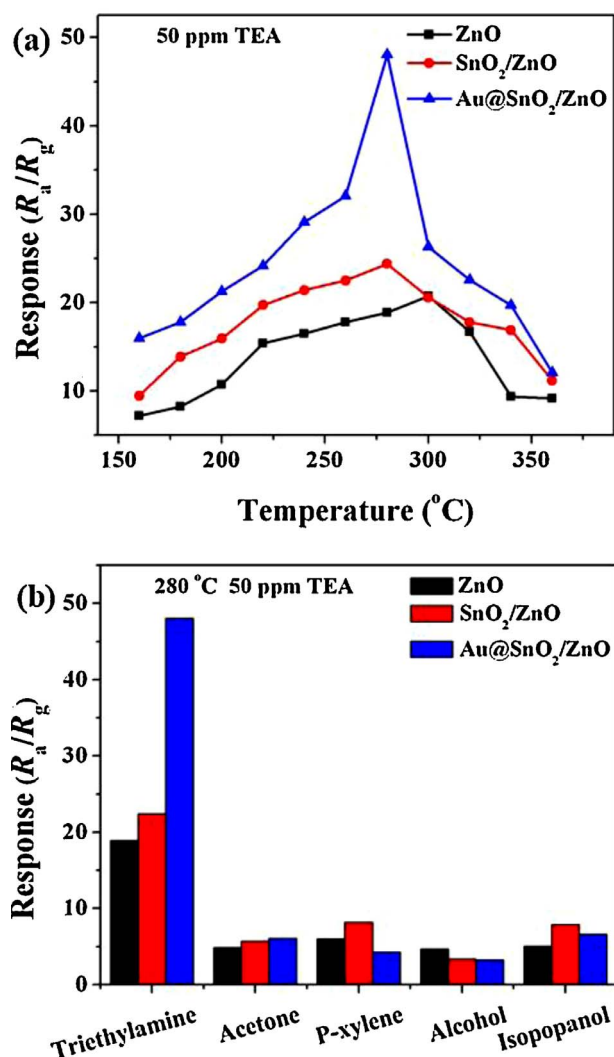 (a)
50 ppm TEA
ZnO
SnO₂/ZnO
Au@SnO₂/ZnO
Response (Rₐ/R_g)
50
40
30
20
10
150 200 250 300 350
Temperature (°C)
(b)
280 °C 50 ppm TEA
ZnO
SnO₂/ZnO
Au@SnO₂/ZnO
Response (Rₐ/R_g)
50
40
30
20
10
0
Triethylamine Acetone P-xylene Alcohol Isopopanol